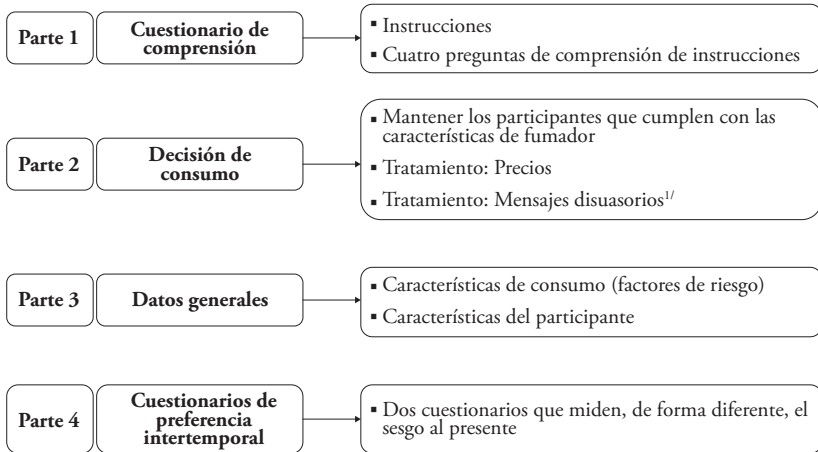 Parte 1
Cuestionario de
comprensión
▪ Instrucciones
▪ Cuatro preguntas de comprensión de instrucciones
Parte 2
Decisión de
consumo
▪ Mantener los participantes que cumplen con las
características de fumador
▪ Tratamiento: Precios
▪ Tratamiento: Mensajes disuasorios1/
Parte 3
Datos generales
▪ Características de consumo (factores de riesgo)
▪ Características del participante
Parte 4
Cuestionarios de
preferencia
intertemporal
▪ Dos cuestionarios que miden, de forma diferente, el
sesgo al presente